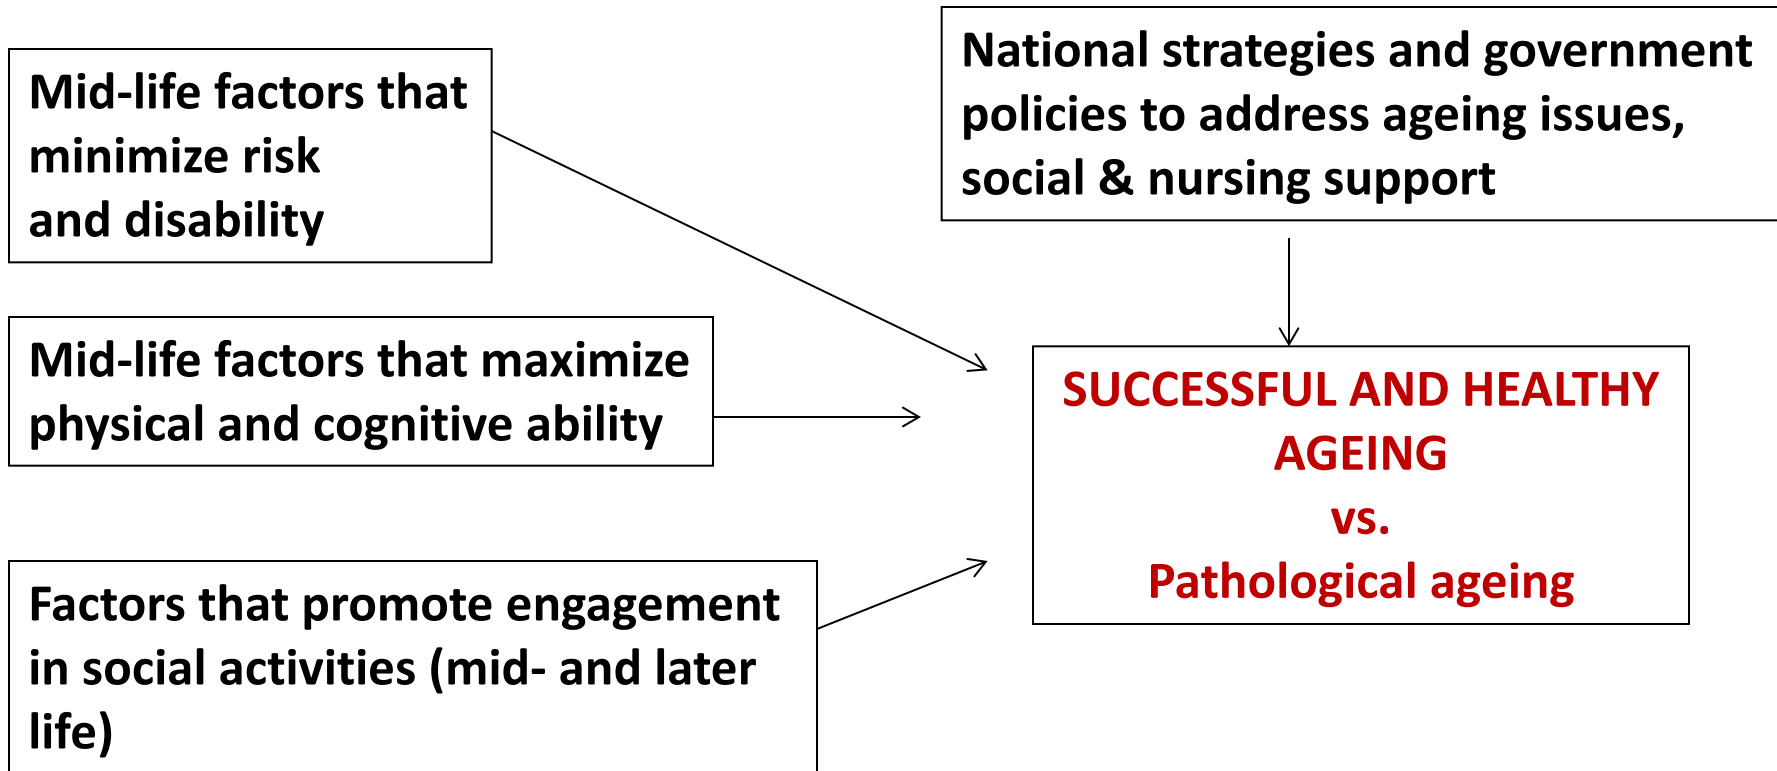 Mid-life factors that
minimize risk
and disability
National strategies and government
policies to address ageing issues,
social & nursing support
Mid-life factors that maximize
physical and cognitive ability
SUCCESSFUL AND HEALTHY
AGEING
vs.
Pathological ageing
Factors that promote engagement
in social activities (mid- and later
life)